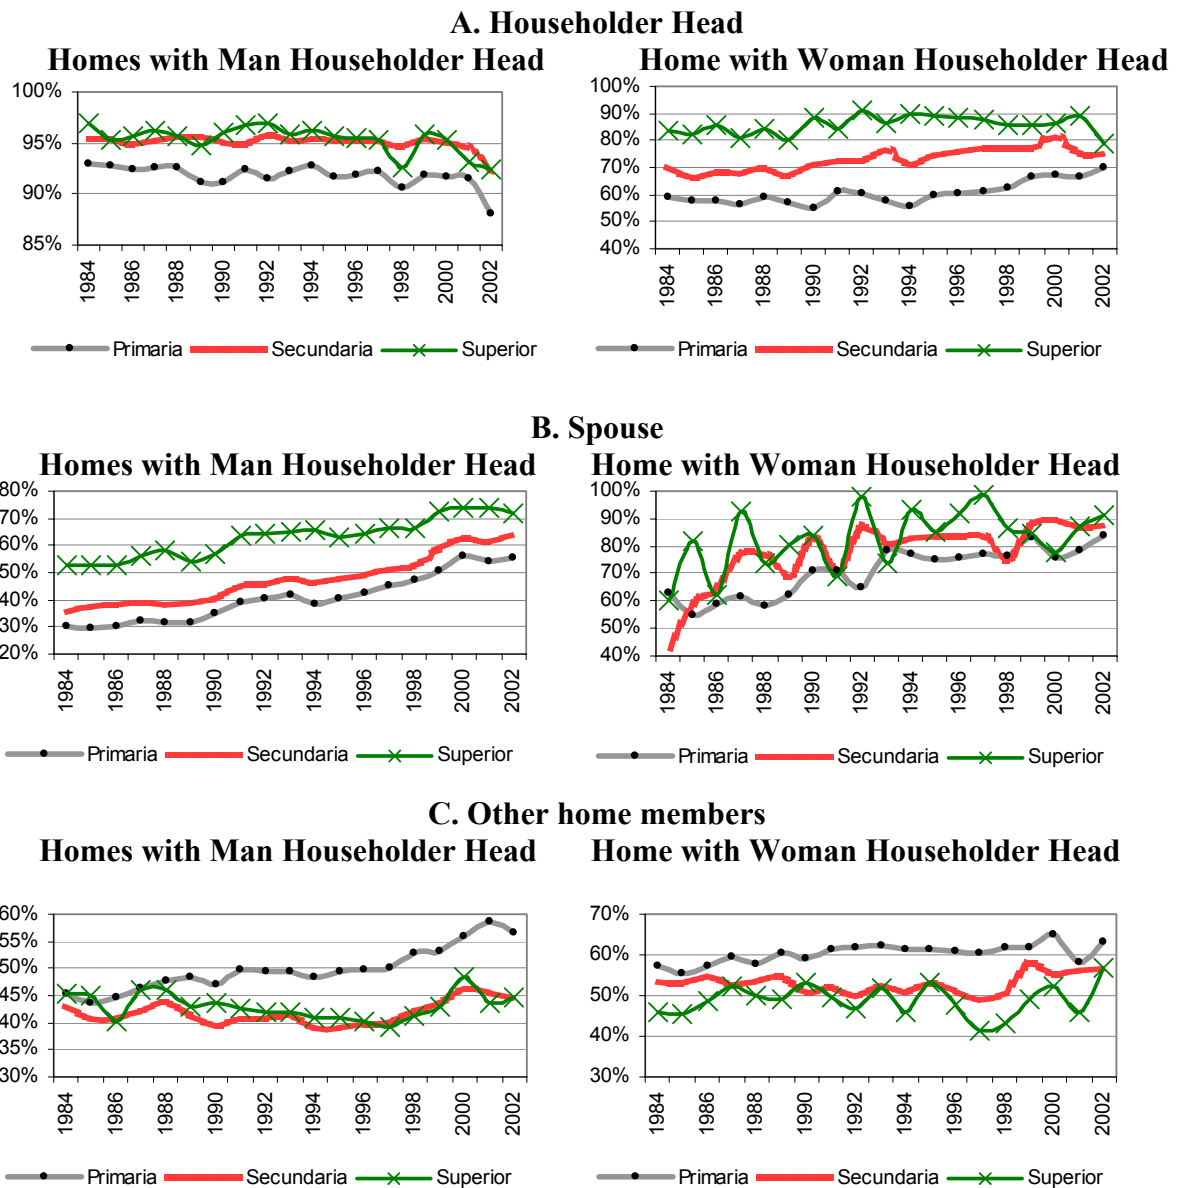 A. Householder Head
Homes with Man Householder Head
Home with Woman Householder Head
100%
95%
90%
85%
1984 1986 1988 1990 1992 1994 1996 1998 2000 2002
Primaria Secundaria Superior
100%
90%
80%
70%
60%
50%
40%
1984 1986 1988 1990 1992 1994 1996 1998 2000 2002
Primaria Secundaria Superior
B. Spouse
Homes with Man Householder Head
Home with Woman Householder Head
80%
70%
60%
50%
40%
30%
20%
1984 1986 1988 1990 1992 1994 1996 1998 2000 2002
Primaria Secundaria Superior
100%
90%
80%
70%
60%
50%
40%
1984 1986 1988 1990 1992 1994 1996 1998 2000 2002
Primaria Secundaria Superior
C. Other home members
Homes with Man Householder Head
Home with Woman Householder Head
60%
55%
50%
45%
40%
35%
30%
1984 1986 1988 1990 1992 1994 1996 1998 2000 2002
Primaria Secundaria Superior
70%
60%
50%
40%
30%
1984 1986 1988 1990 1992 1994 1996 1998 2000 2002
Primaria Secundaria Superior